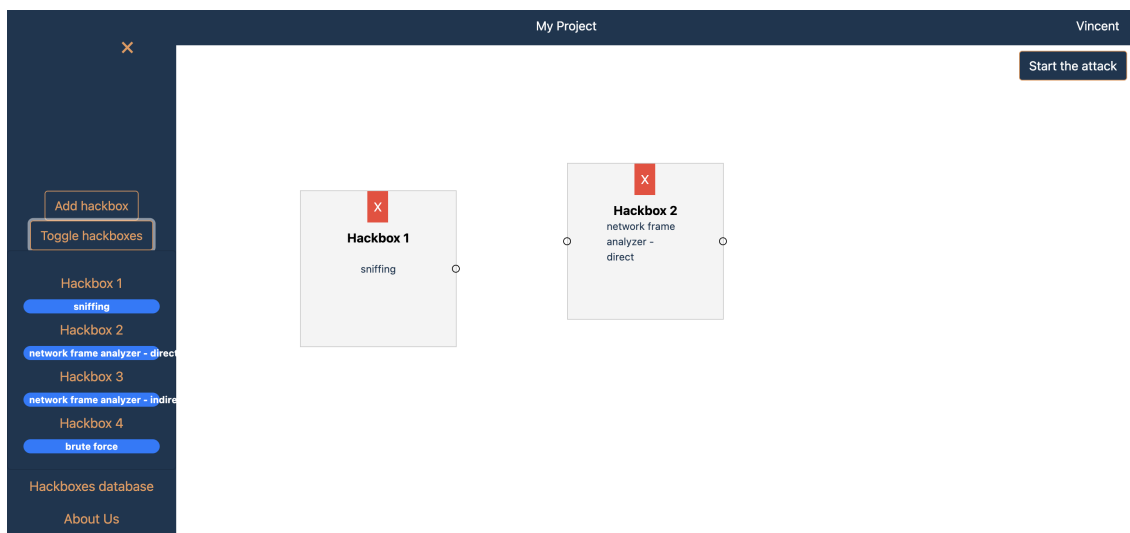 My Project
Vincent
×
Start the attack
Add hackbox
Toggle hackboxes
Hackbox 1
sniffing
Hackbox 2
network frame analyzer - direct
Hackbox 3
network frame analyzer - indire
Hackbox 4
brute force
Hackboxes database
About Us
X
Hackbox 1
sniffing
X
Hackbox 2
network frame
analyzer -
direct